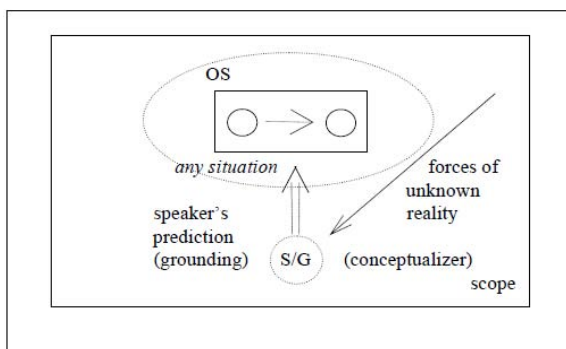 OS
any situation
forces of
unknown
reality
speaker's
prediction
(grounding)
S/G
(conceptualizer)
scope